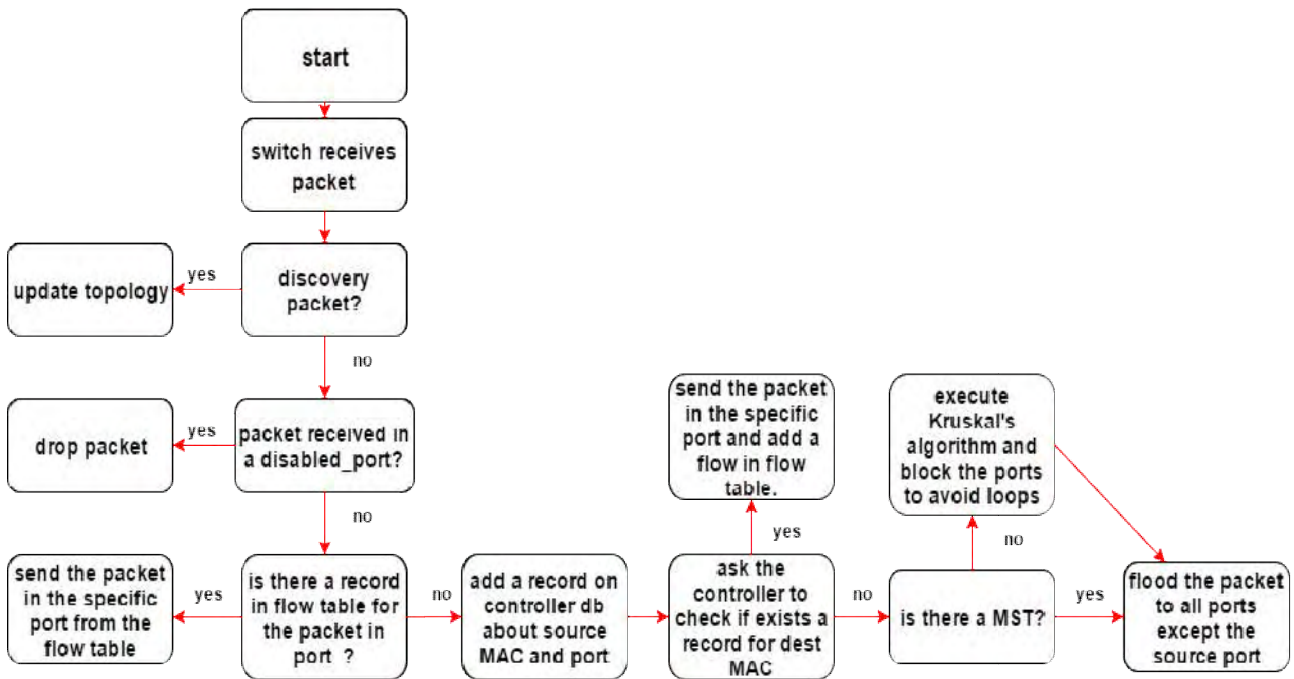 start
switch receives
packet
yes
update topology
discovery
packet?
no
yes
drop packet
packet received in
a disabled_port?
no
send the packet
in the specific
port and add a
flow in flow
table.
execute
Kruskal's
algorithm and
block the ports
to avoid loops
yes
no
send the packet
in the specific
port from the
flow table
yes
is there a record
in flow table for
the packet in
port ?
no
add a record on
controller db
about source
MAC and port
ask the
controller to
check if exists a
record for dest
MAC
no
is there a MST?
yes
flood the packet
to all ports
except the
source port